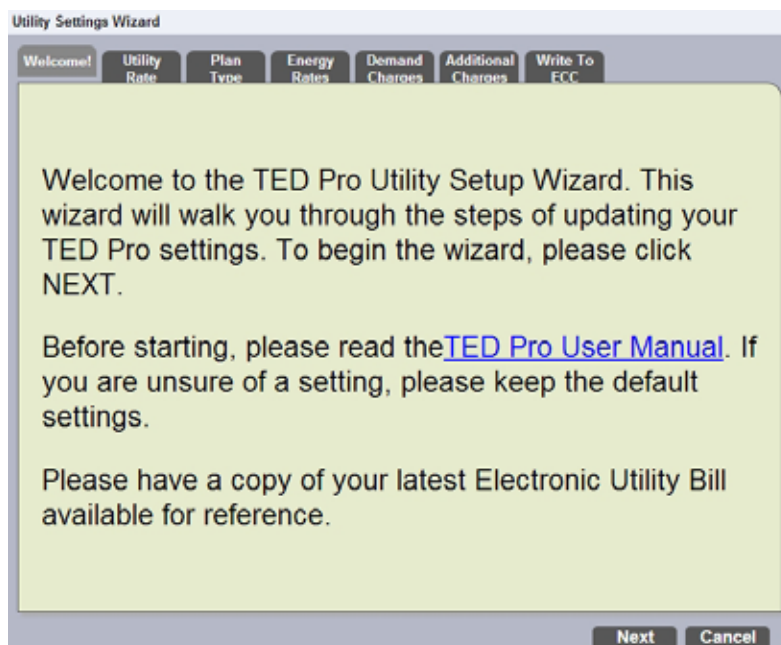 Utility Settings Wizard
Welcome! Utility Rate Plan Type Energy Rates Demand Charges Additional Charges Write To ECC
Welcome to the TED Pro Utility Setup Wizard. This
wizard will walk you through the steps of updating your
TED Pro settings. To begin the wizard, please click
NEXT.
Before starting, please read theTED Pro User Manual. If
you are unsure of a setting, please keep the default
settings.
Please have a copy of your latest Electronic Utility Bill
available for reference.
Next Cancel